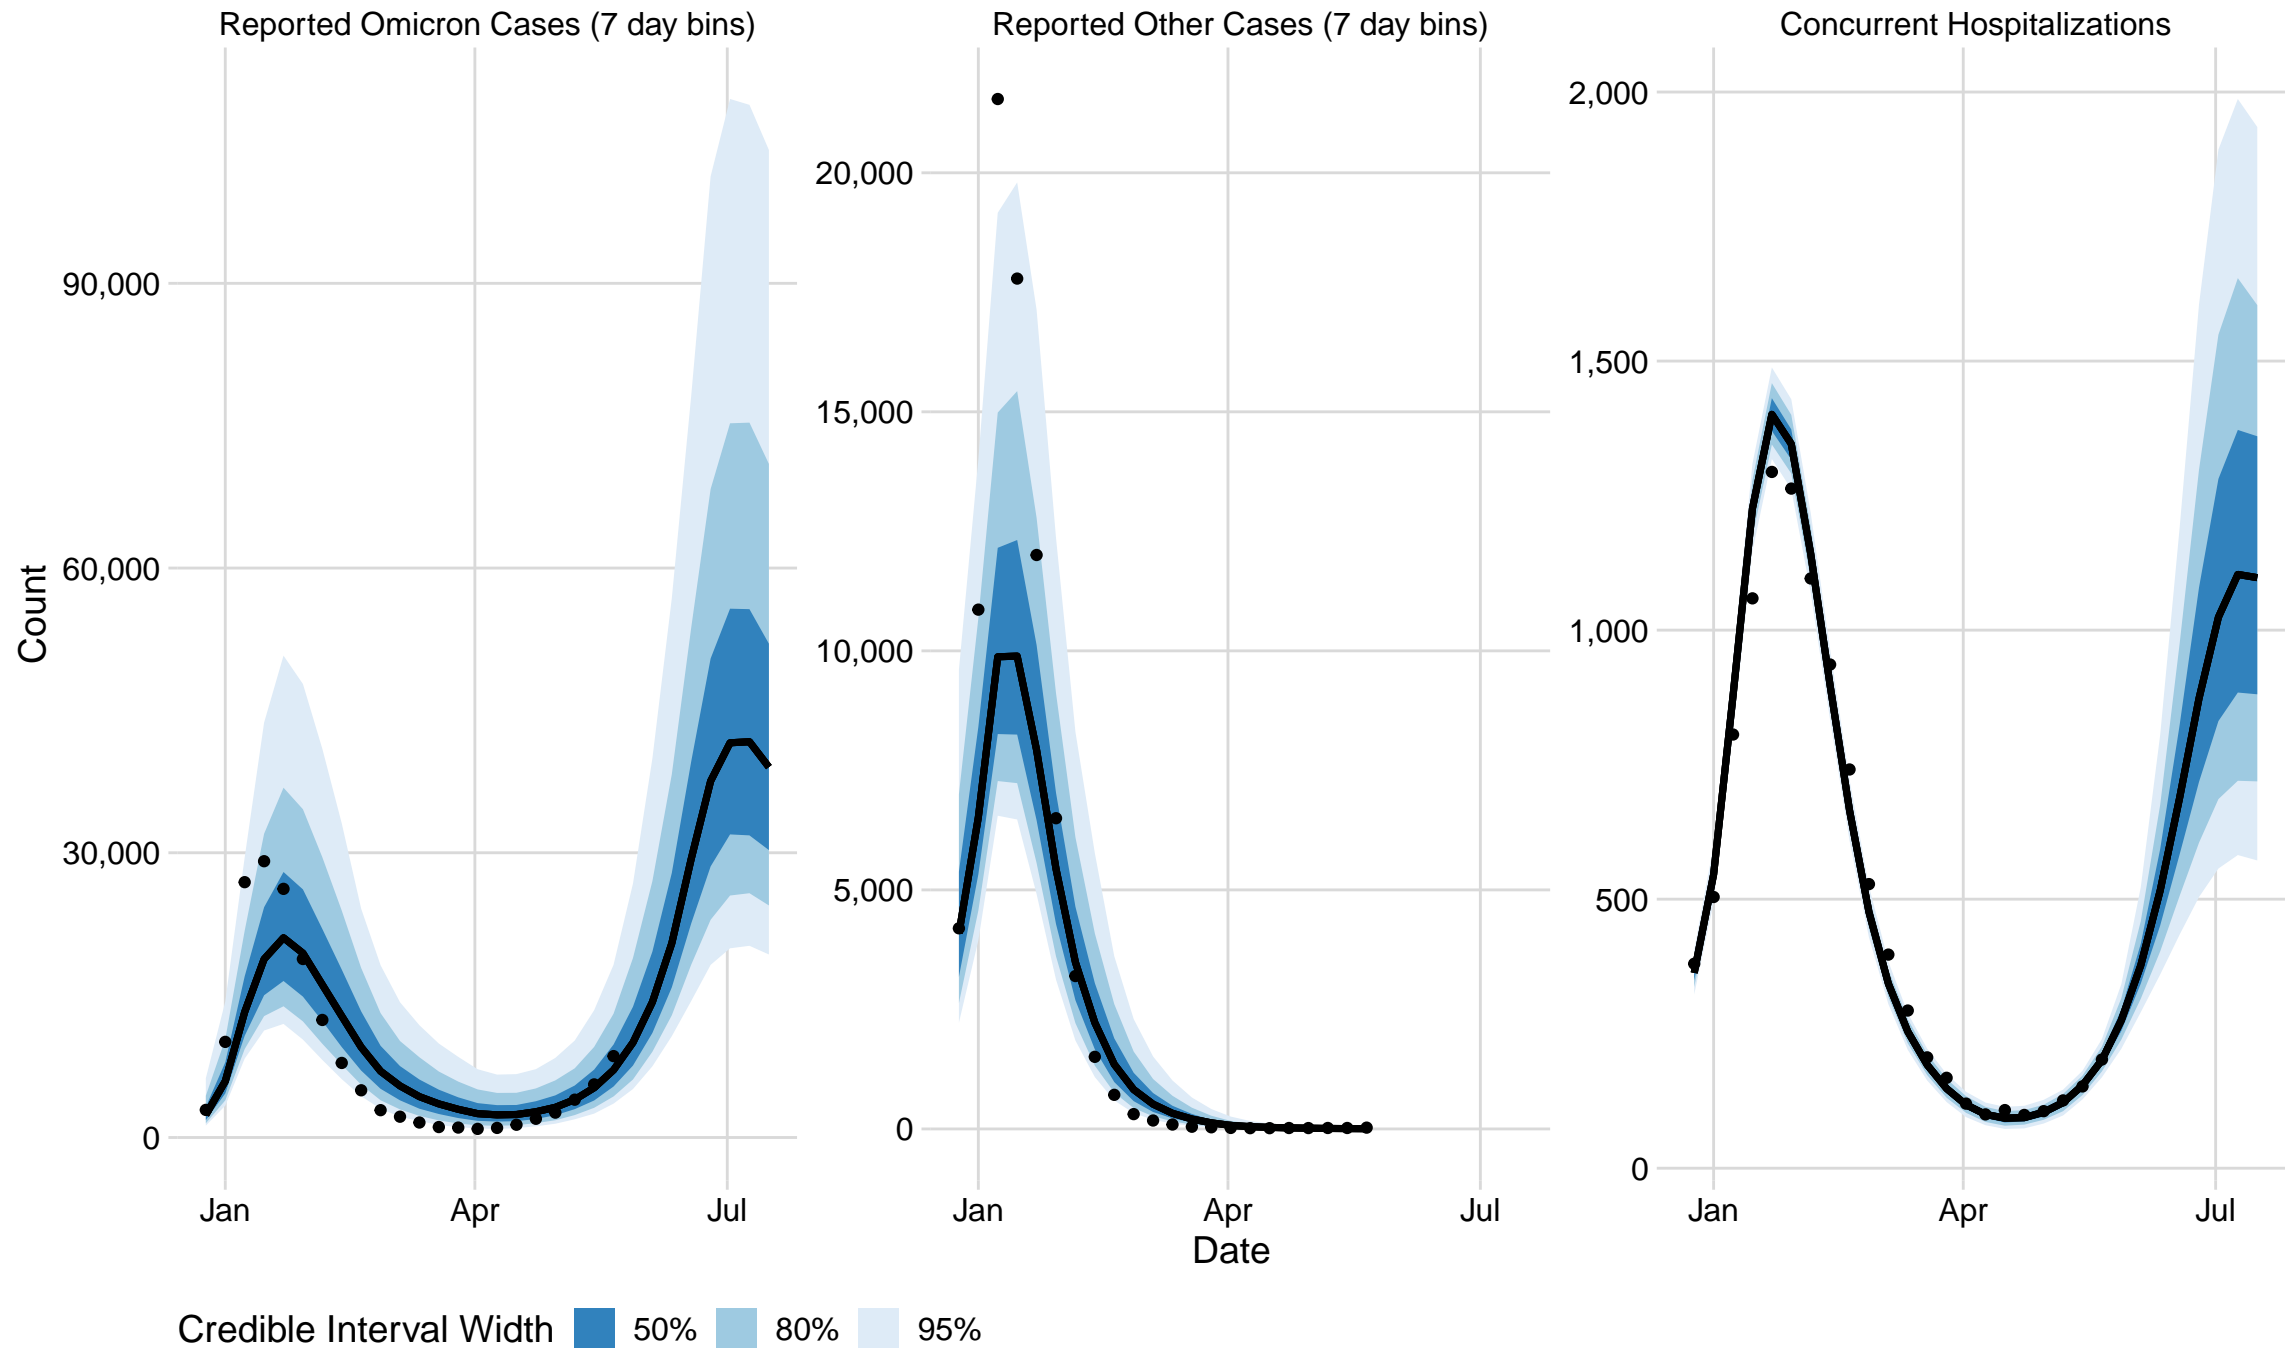 Reported Omicron Cases (7 day bins)
Reported Other Cases (7 day bins)
Concurrent Hospitalizations
Count
90,000
60,000
30,000
0
20,000
15,000
10,000
5,000
0
2,000
1,500
1,000
500
0
Jan Apr Jul
Jan Apr Jul
Jan Apr Jul
Date
Credible Interval Width 50% 80% 95%